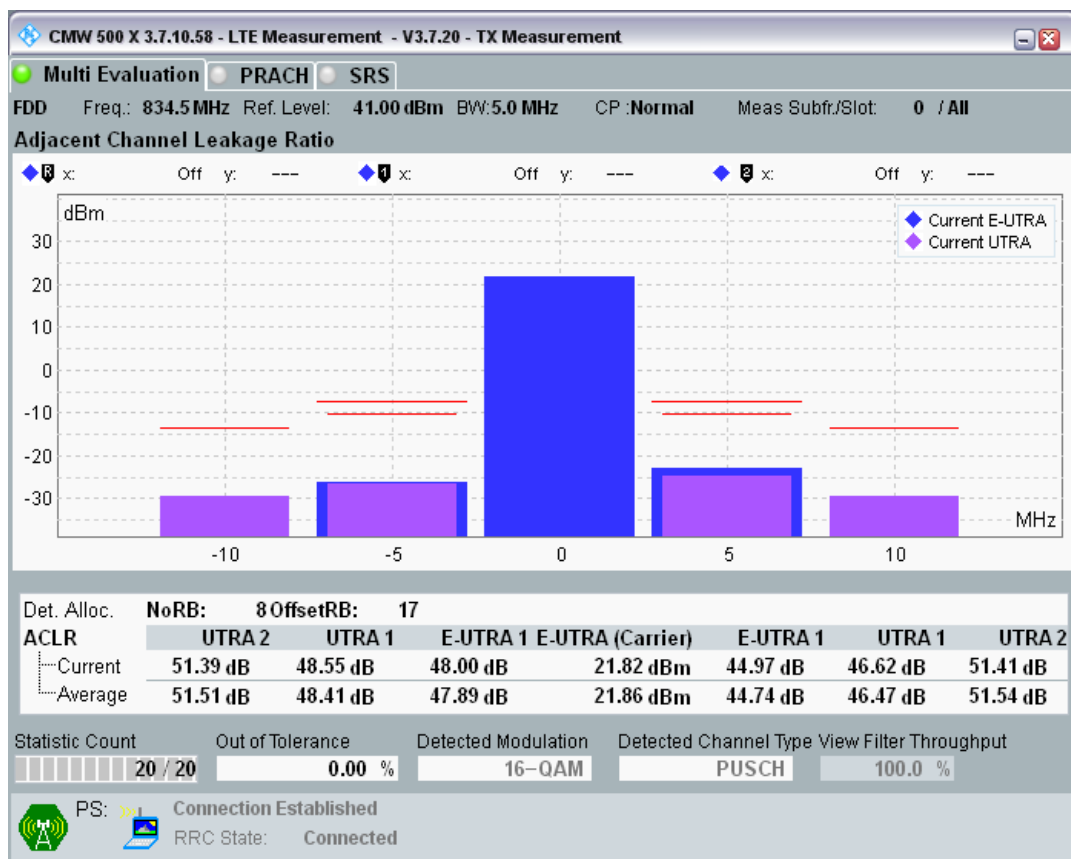 CMW 500 X 3.7.10.58 - LTE Measurement - V3.7.20 - TX Measurement
Multi Evaluation PRACH SRS
FDD Freq.: 834.5 MHz Ref. Level: 41.00 dBm BW:5.0 MHz CP :Normal Meas Subfr./Slot: 0 / All
Adjacent Channel Leakage Ratio
R x: Off y: --- 1 x: Off y: --- 2 x: Off y: ---
dBm
Current E-UTRA
Current UTRA
30
20
10
0
-10
-20
-30
MHz
-10 -5 0 5 10
Det. Alloc. NoRB: 8 OffsetRB: 17
ACLR UTRA 2 UTRA 1 E-UTRA 1 E-UTRA (Carrier) E-UTRA 1 UTRA 1 UTRA 2
Current 51.39 dB 48.55 dB 48.00 dB 21.82 dBm 44.97 dB 46.62 dB 51.41 dB
Average 51.51 dB 48.41 dB 47.89 dB 21.86 dBm 44.74 dB 46.47 dB 51.54 dB
Statistic Count Out of Tolerance Detected Modulation Detected Channel Type View Filter Throughput
20 / 20 0.00 % 16-QAM PUSCH 100.0 %
PS: Connection Established
RRC State: Connected